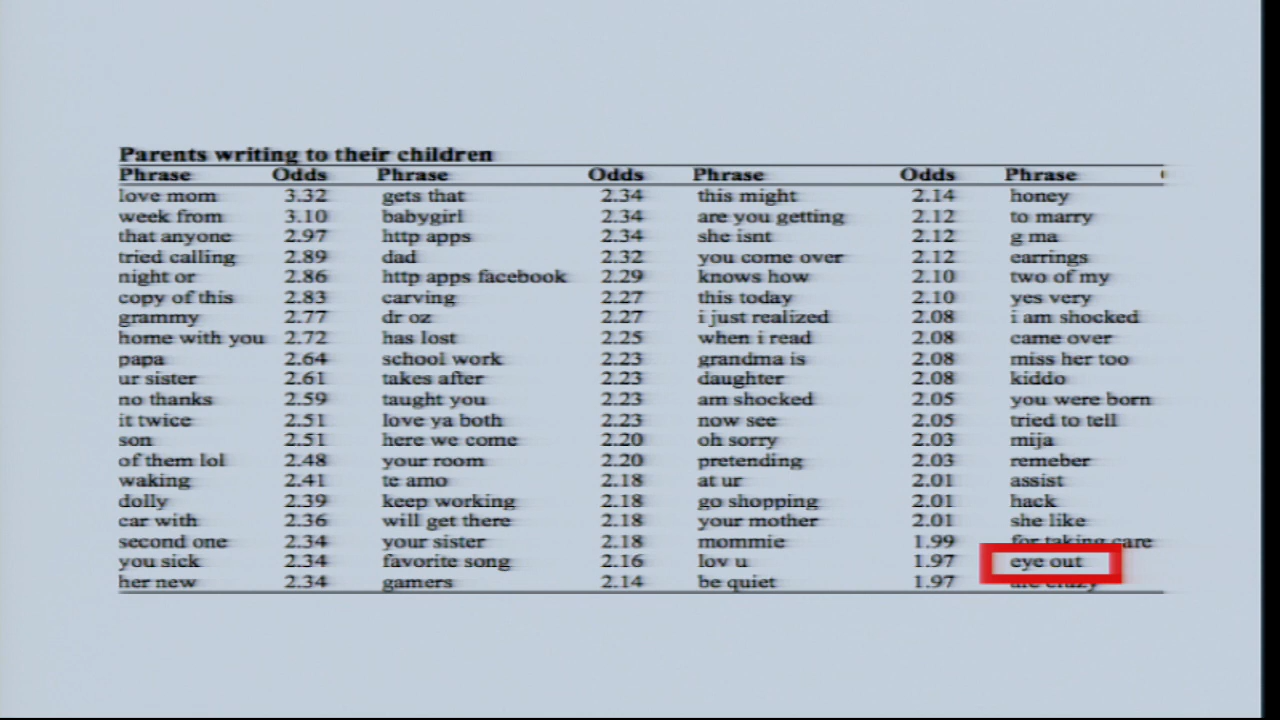 Parents writing to their children
Phrase Odds Phrase Odds Phrase Odds Phrase
love mom 3.32 gets that 2.34 this might 2.14 honey
week from 3.10 babygirl 2.34 are you getting 2.12 to marry
that anyone 2.97 http apps 2.34 she isnt 2.12 g ma
tried calling 2.89 dad 2.32 you come over 2.12 earrings
night or 2.86 http apps facebook 2.29 knows how 2.10 two of my
copy of this 2.83 carving 2.27 this today 2.10 yes very
grammy 2.77 dr oz 2.27 i just realized 2.08 i am shocked
home with you 2.72 has lost 2.25 when i read 2.08 came over
papa 2.64 school work 2.23 grandma is 2.08 miss her too
ur sister 2.61 takes after 2.23 daughter 2.08 kiddo
no thanks 2.59 taught you 2.23 am shocked 2.05 you were born
it twice 2.51 love ya both 2.23 now see 2.05 tried to tell
son 2.51 here we come 2.20 oh sorry 2.03 mija
of them lol 2.48 your room 2.20 pretending 2.03 remeber
waking 2.41 te amo 2.18 at ur 2.01 assist
dolly 2.39 keep working 2.18 go shopping 2.01 hack
car with 2.36 will get there 2.18 your mother 2.01 she like
second one 2.34 your sister 2.18 mommie 1.99 for taking care
you sick 2.34 favorite song 2.16 lov u 1.97 eye out
her new 2.34 gamers 2.14 be quiet 1.97 are crazy